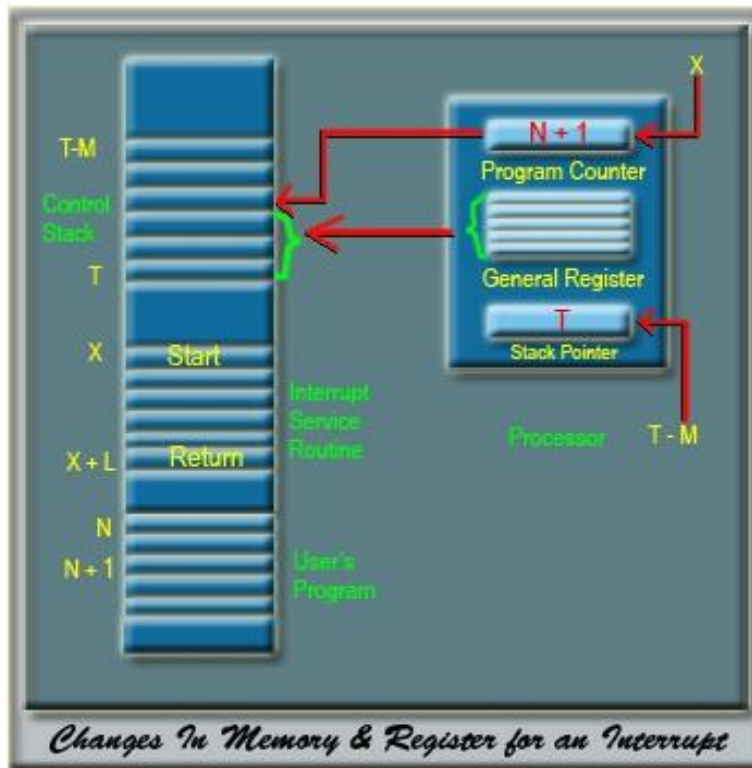 X
N + 1
T-M
Program Counter
Control
Stack
General Register
T
T
X
Start
Stack Pointer
Interrupt
Service
Routine
Processor
T - M
X + L
Return
N
N + 1
User's
Program
Changes In Memory & Register for an Interrupt